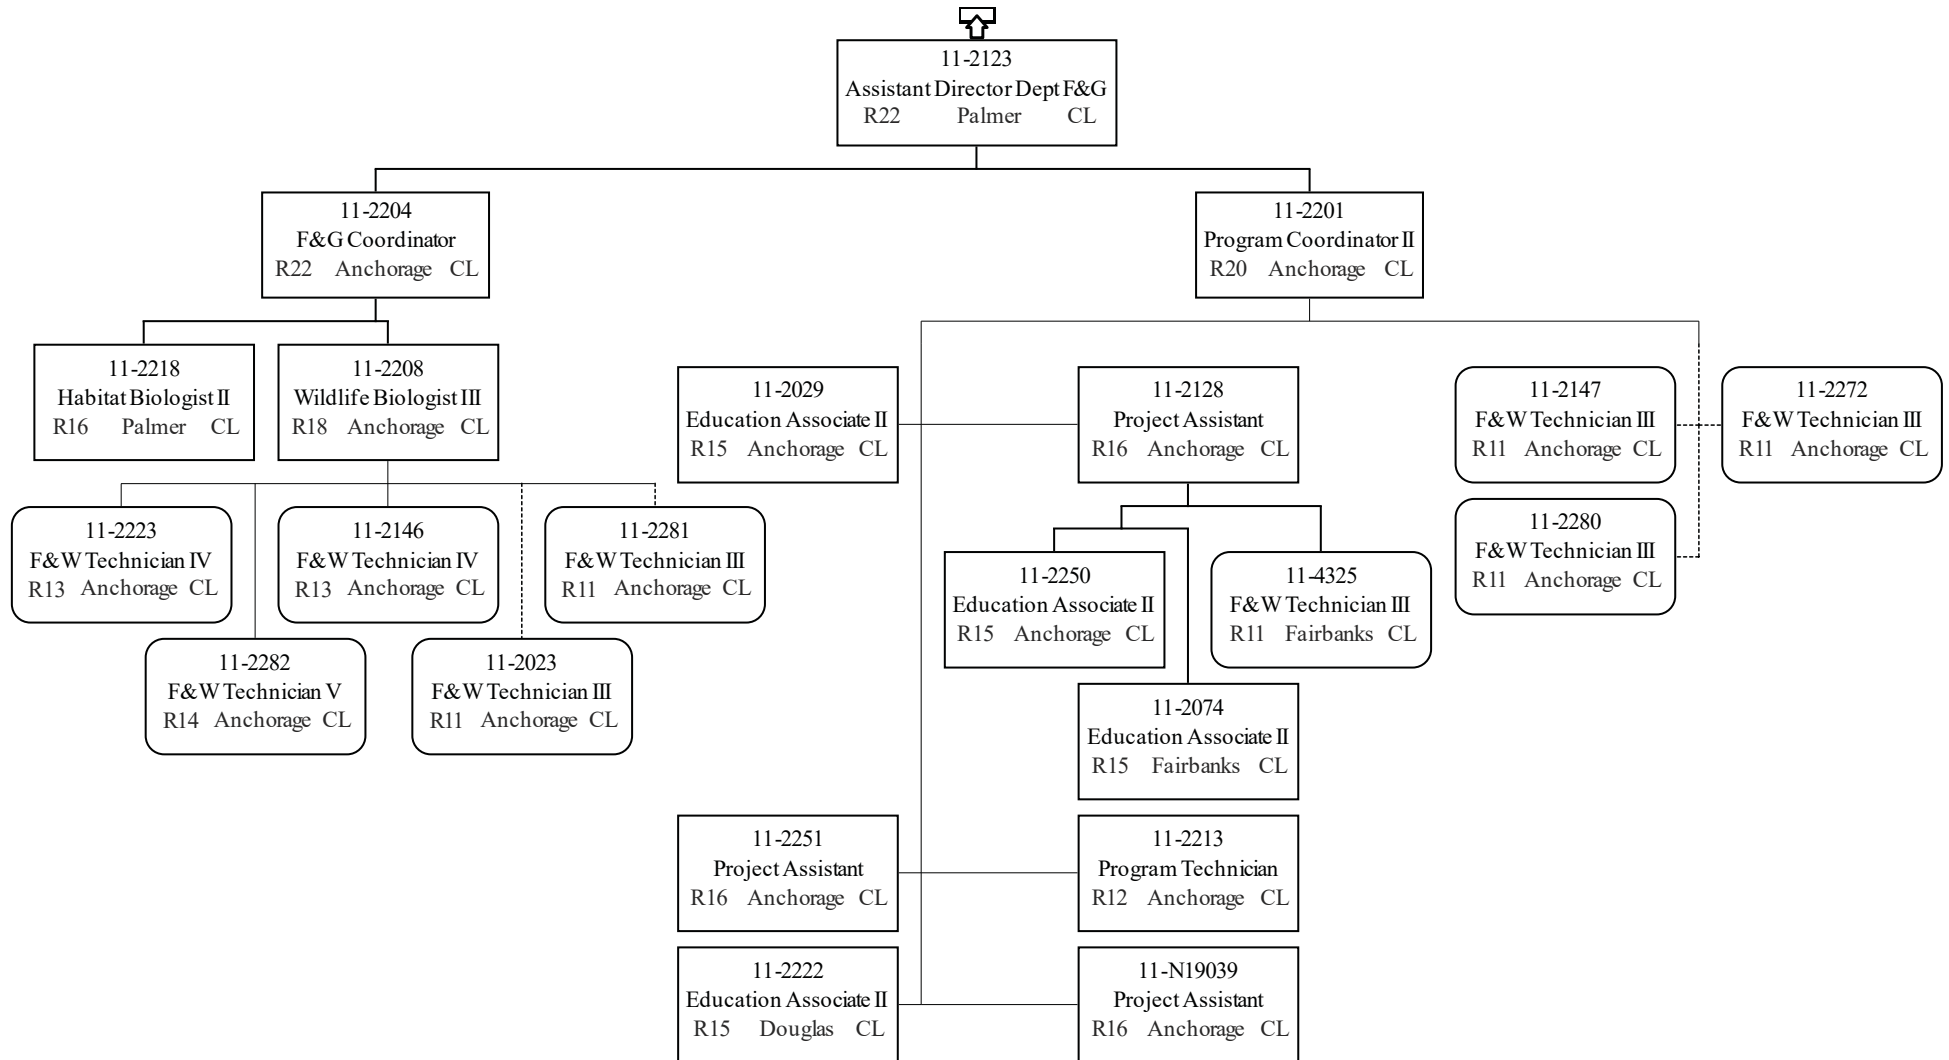 11-2123
Assistant Director Dept F&G
R22 Palmer CL
11-2204
F&G Coordinator
R22 Anchorage CL
11-2201
Program Coordinator II
R20 Anchorage CL
11-2218
Habitat Biologist II
R16 Palmer CL
11-2208
Wildlife Biologist III
R18 Anchorage CL
11-2029
Education Associate II
R15 Anchorage CL
11-2128
Project Assistant
R16 Anchorage CL
11-2147
F&W Technician III
R11 Anchorage CL
11-2272
F&W Technician III
R11 Anchorage CL
11-2223
F&W Technician IV
R13 Anchorage CL
11-2146
F&W Technician IV
R13 Anchorage CL
11-2281
F&W Technician III
R11 Anchorage CL
11-2280
F&W Technician III
R11 Anchorage CL
11-2250
Education Associate II
R15 Anchorage CL
11-4325
F&W Technician III
R11 Fairbanks CL
11-2282
F&W Technician V
R14 Anchorage CL
11-2023
F&W Technician III
R11 Anchorage CL
11-2074
Education Associate II
R15 Fairbanks CL
11-2251
Project Assistant
R16 Anchorage CL
11-2213
Program Technician
R12 Anchorage CL
11-2222
Education Associate II
R15 Douglas CL
11-N19039
Project Assistant
R16 Anchorage CL